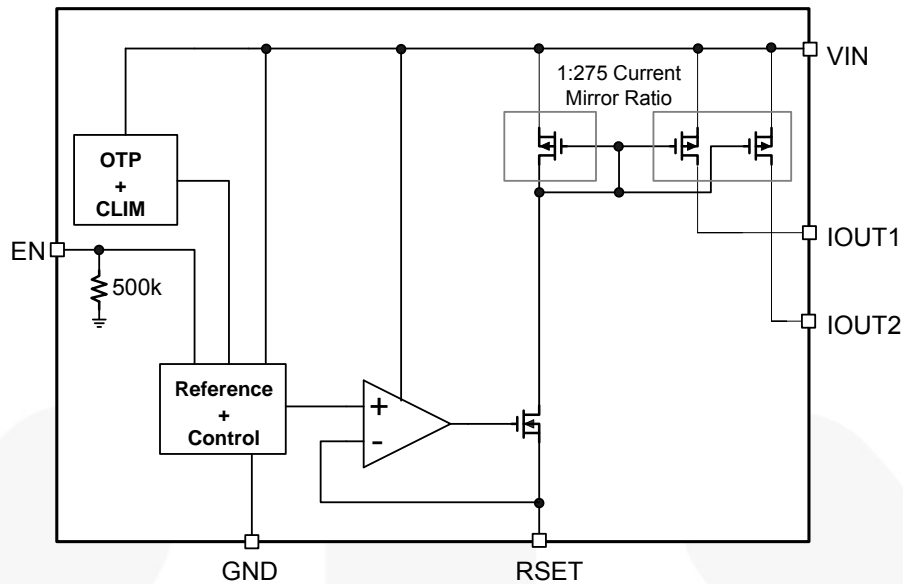 VIN
1:275 Current
Mirror Ratio
OTP
+
CLIM
IOUT1
EN
500k
IOUT2
Reference
+
Control
+
-
GND
RSET